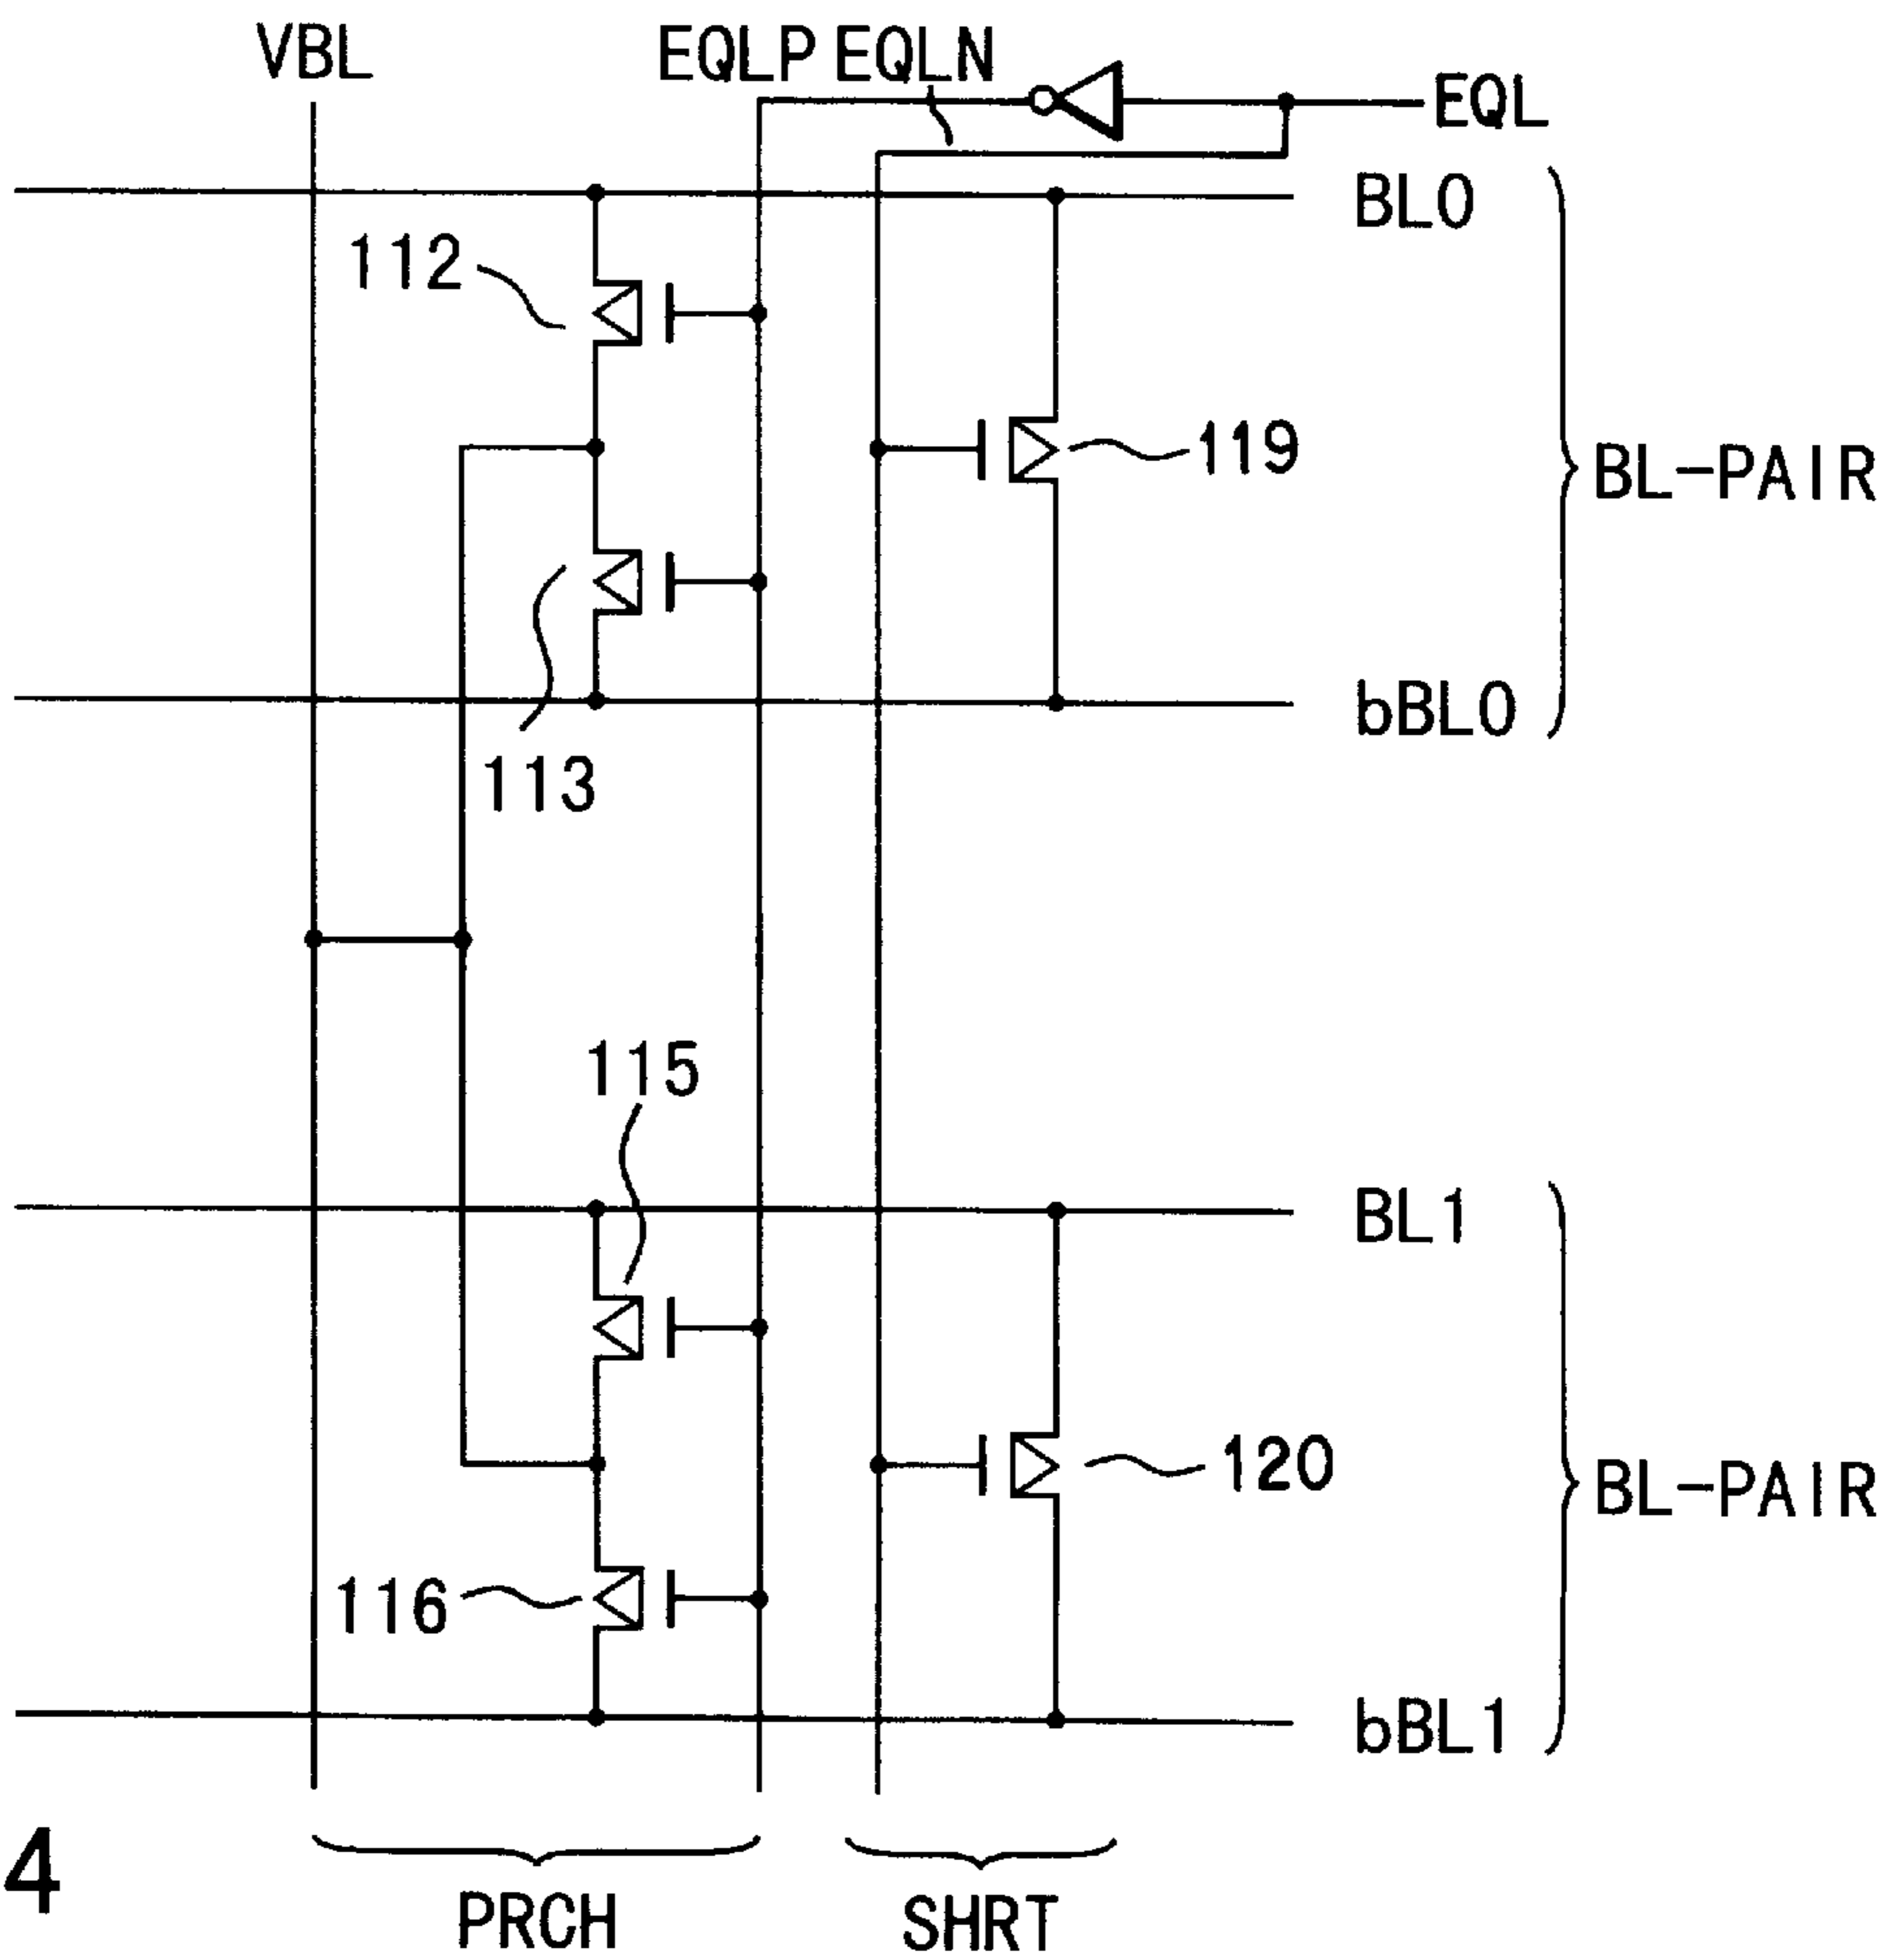 VBL
EQLP EQLN
EQL
BL0
112
119
BL-PAIR
bBL0
113
115
BL1
120
BL-PAIR
116
bBL1
4
PRCH
SHRT